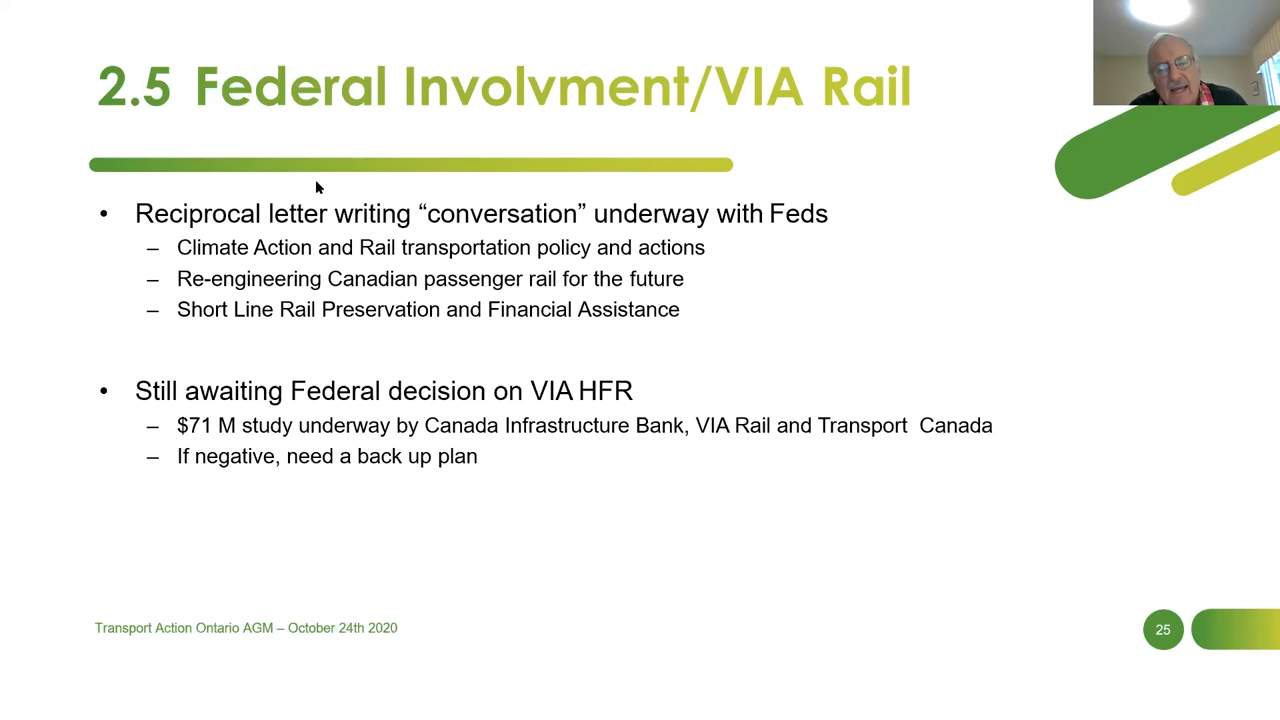 2.5 Federal Involvment/VIA Rail
• Reciprocal letter writing “conversation” underway with Feds
– Climate Action and Rail transportation policy and actions
– Re-engineering Canadian passenger rail for the future
– Short Line Rail Preservation and Financial Assistance
• Still awaiting Federal decision on VIA HFR
– $71 M study underway by Canada Infrastructure Bank, VIA Rail and Transport Canada
– If negative, need a back up plan
Transport Action Ontario AGM – October 24th 2020
25